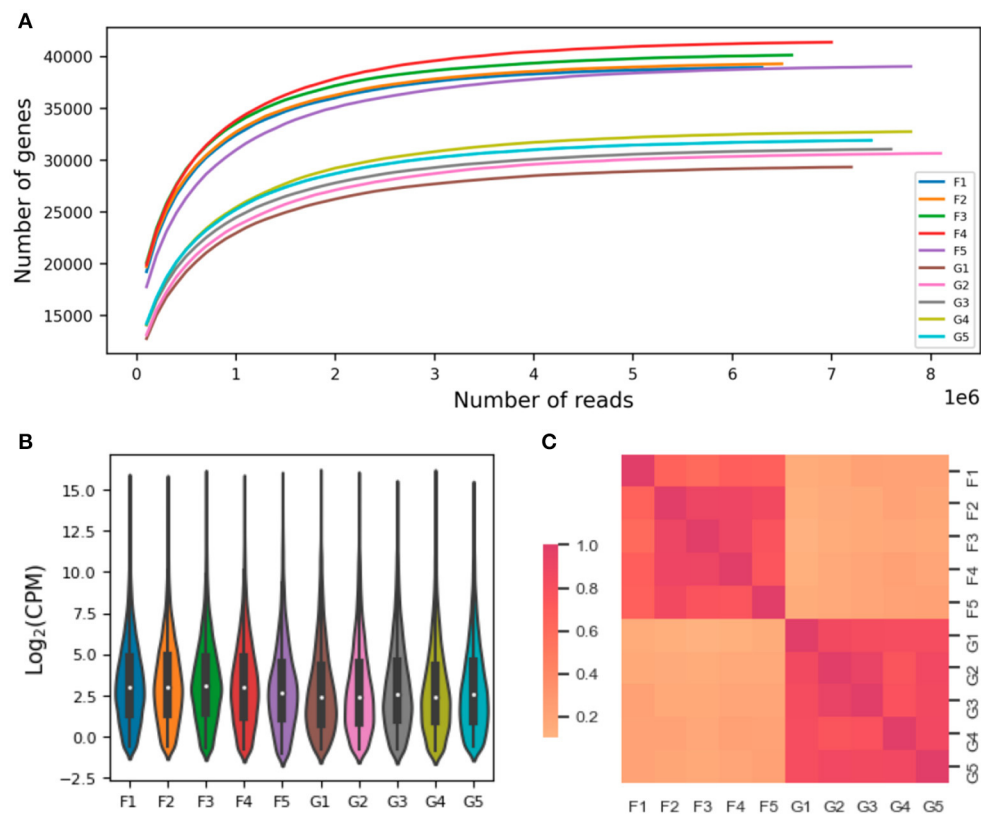 A
Number of genes
40000
35000
30000
25000
20000
15000
F1
F2
F3
F4
F5
G1
G2
G3
G4
G5
0 1 2 3 4 5 6 7 8
1e6
Number of reads
B
Log2(CPM)
15.0
12.5
10.0
7.5
5.0
2.5
0.0
−2.5
F1 F2 F3 F4 F5 G1 G2 G3 G4 G5
C
1.0
0.8
0.6
0.4
0.2
F1
F2
F3
F4
F5
G1
G2
G3
G4
G5
F1 F2 F3 F4 F5 G1 G2 G3 G4 G5